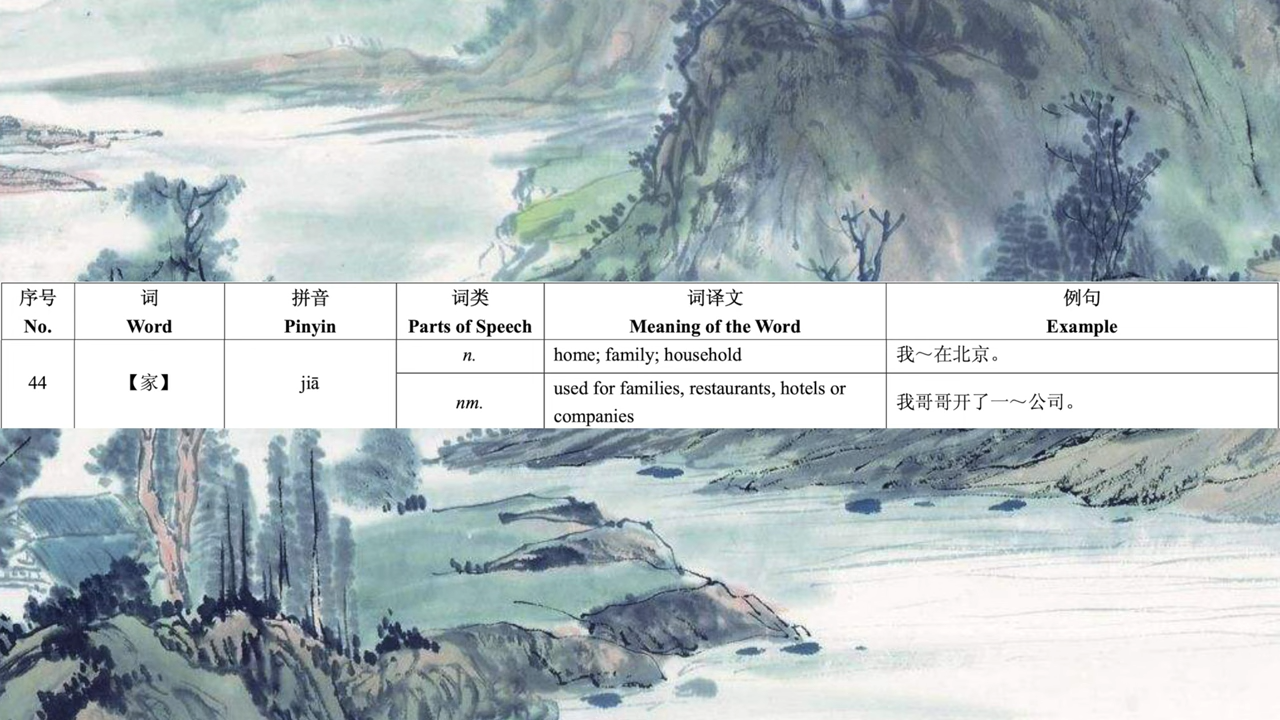 序号 词 拼音 词类 词译文 例句
No. Word Pinyin Parts of Speech Meaning of the Word Example
44 【家】 jiā n. home; family; household 我～在北京。
nm. used for families, restaurants, hotels or
companies 我哥哥开了一～公司。